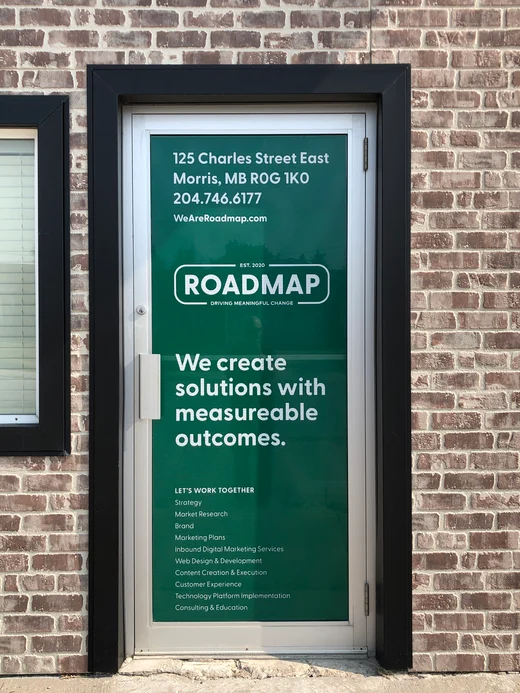 125 Charles Street East
Morris, MB R0G 1K0
204.746.6177
WeAreRoadmap.com
EST. 2020
ROADMAP
DRIVING MEANINGFUL CHANGE
We create
solutions with
measureable
outcomes.
LET'S WORK TOGETHER
Strategy
Market Research
Brand
Marketing Plans
Inbound Digital Marketing Services
Web Design & Development
Content Creation & Execution
Customer Experience
Technology Platform Implementation
Consulting & Education